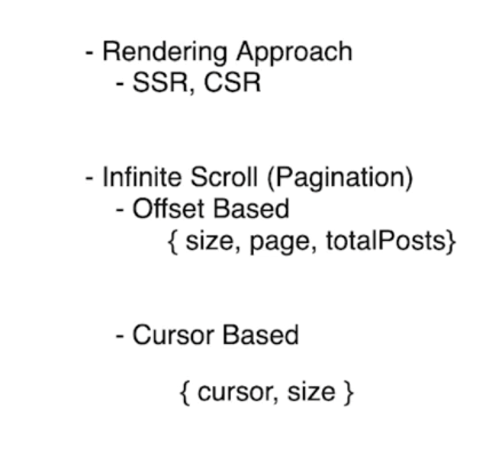 - Rendering Approach
- SSR, CSR
- Infinite Scroll (Pagination)
- Offset Based
{ size, page, totalPosts}
- Cursor Based
{ cursor, size }